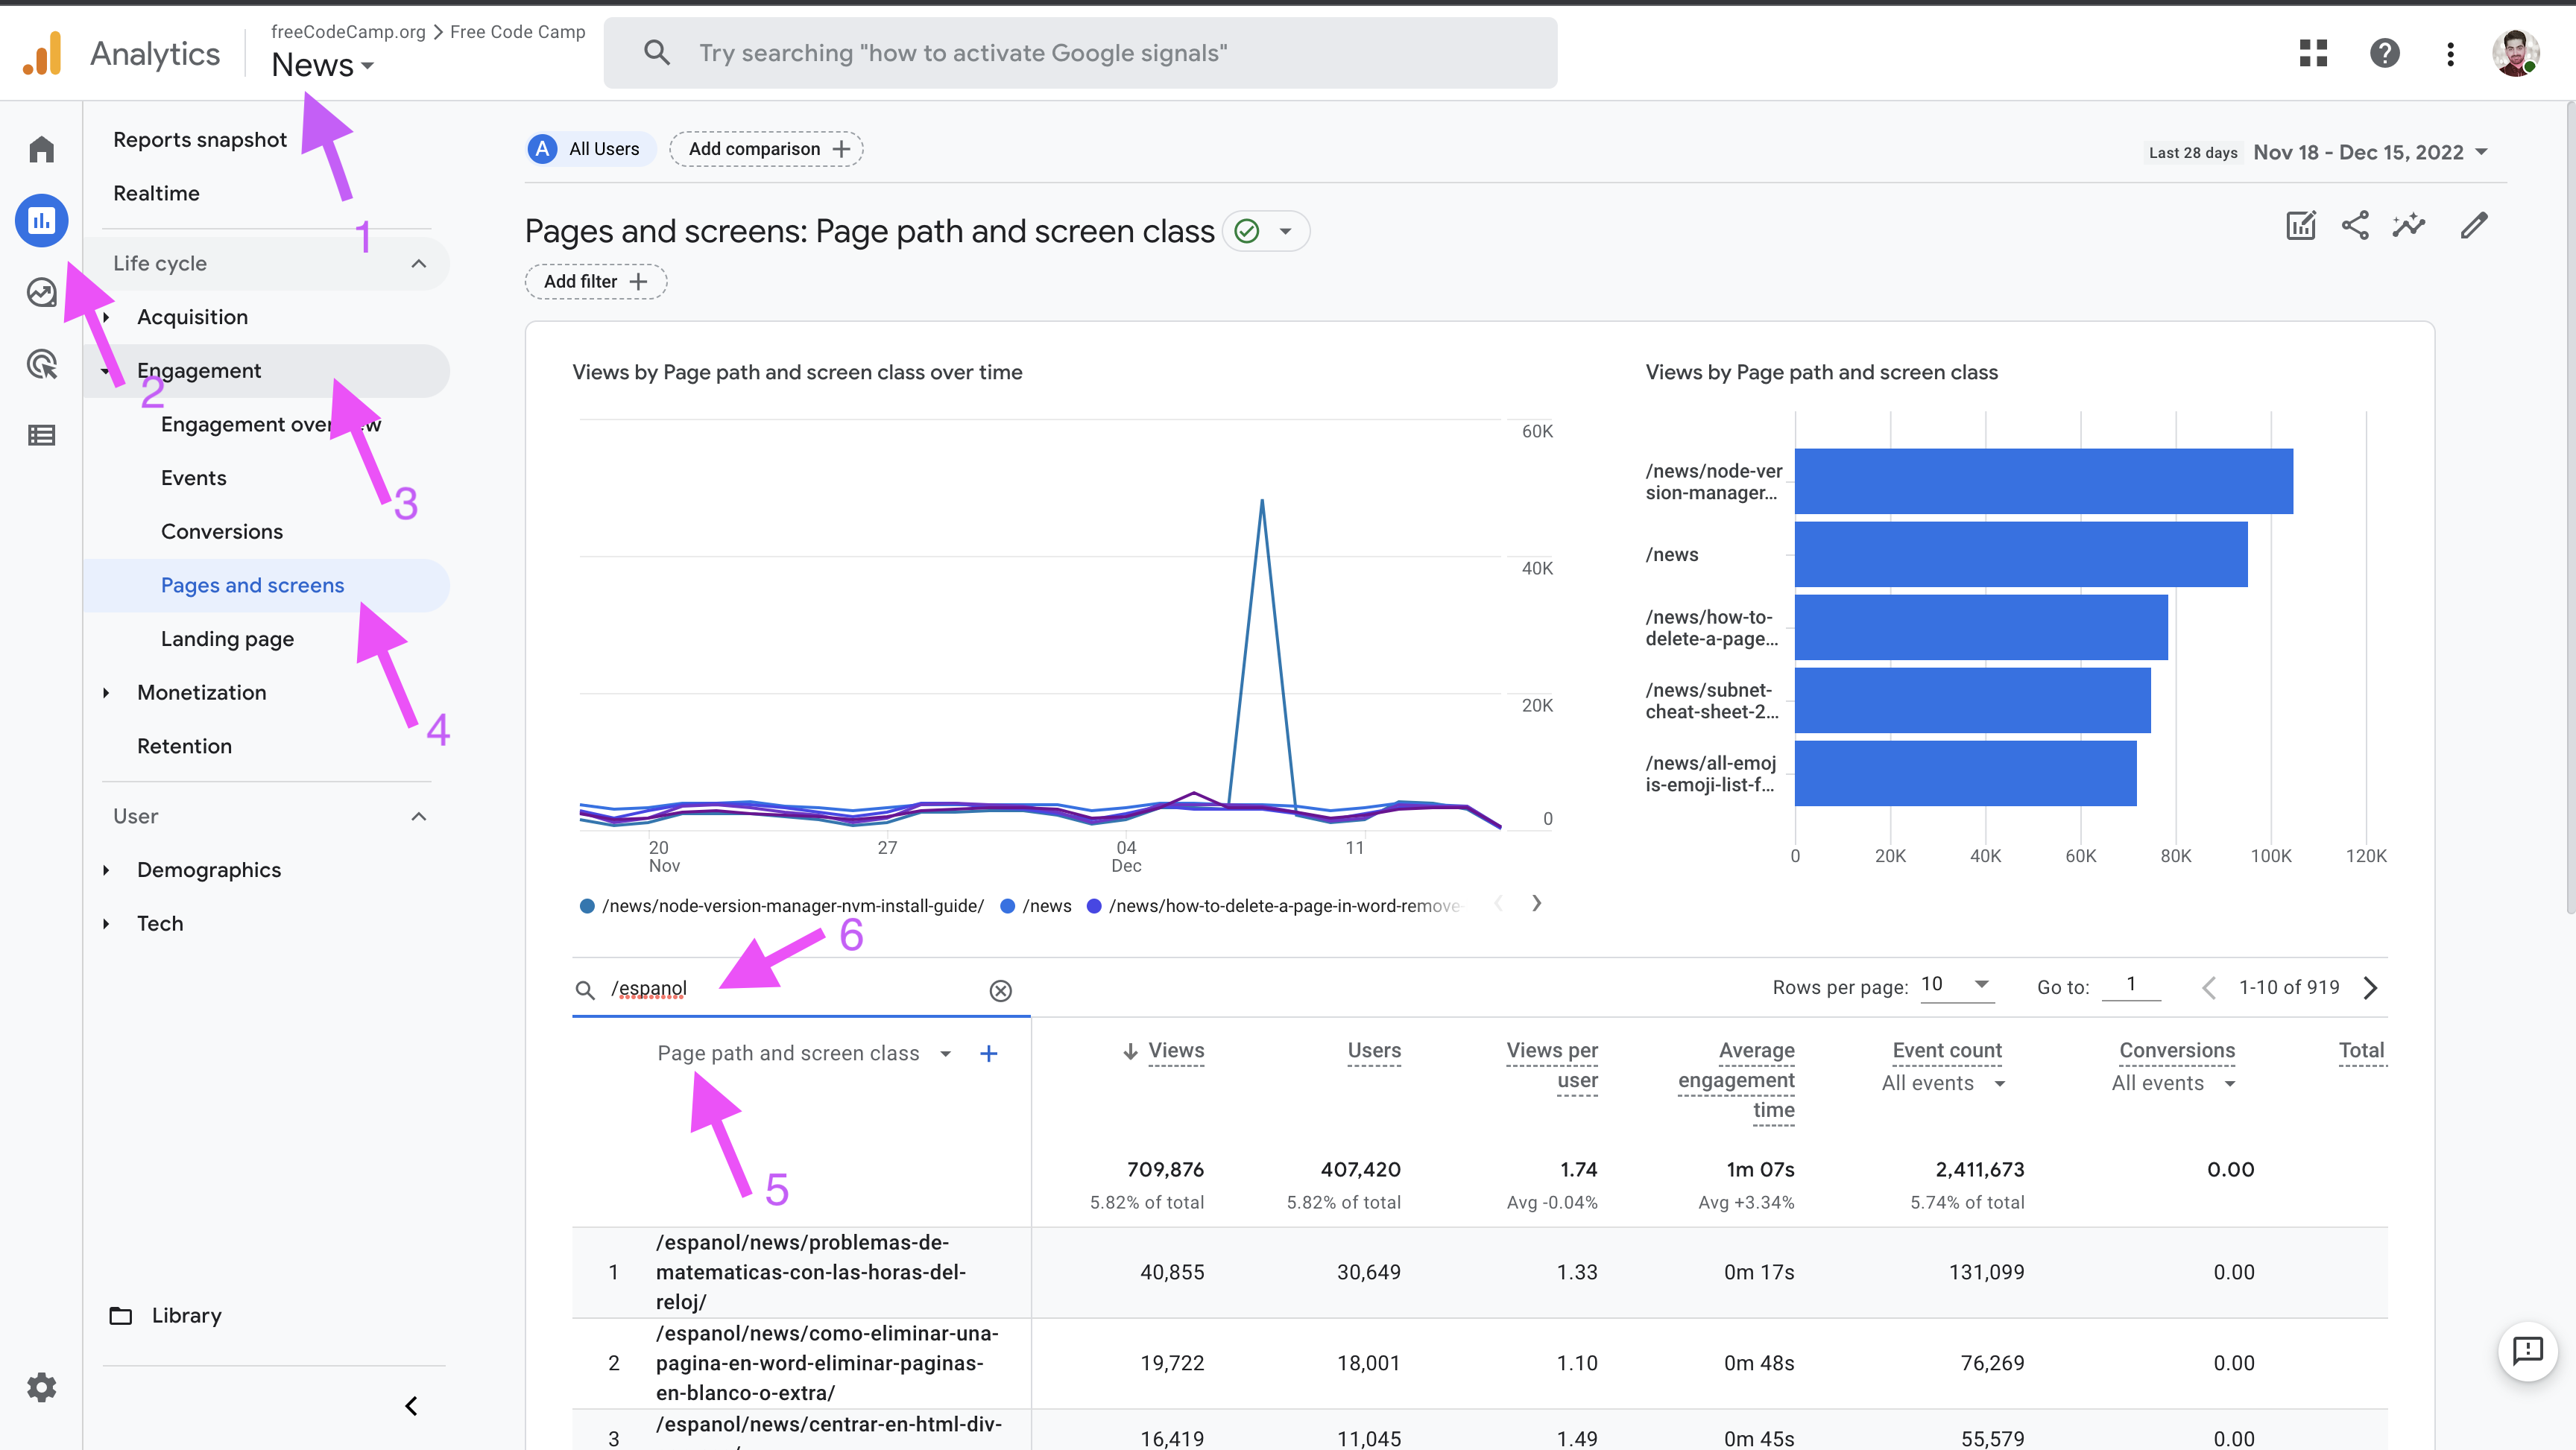 Analytics
freeCodeCamp.org > Free Code Camp
News
Try searching "how to activate Google signals"
Reports snapshot
Realtime
1
Life cycle
Acquisition
Engagement
2
Engagement over w
3
Events
Conversions
Pages and screens
Landing page
4
Monetization
Retention
User
Demographics
Tech
Library
A All Users
Add comparison +
Last 28 days Nov 18 - Dec 15, 2022
Pages and screens: Page path and screen class
Add filter +
Views by Page path and screen class over time
60K
40K
20K
0
20 27 04 11
Nov Dec
/news/node-version-manager-nvm-install-guide/ /news /news/how-to-delete-a-page-in-word-remove-
Views by Page path and screen class
/news/node-ver
sion-manager...
/news
/news/how-to-
delete-a-page...
/news/subnet-
cheat-sheet-2...
/news/all-emoj
is-emoji-list-f...
0 20K 40K 60K 80K 100K 120K
6
/espanol
Rows per page: 10 Go to: 1 1-10 of 919
Page path and screen class +
5
Views Users Views per Average Event count Conversions Total
user engagement All events All events
time
709,876 407,420 1.74 1m 07s 2,411,673 0.00
5.82% of total 5.82% of total Avg -0.04% Avg +3.34% 5.74% of total
/espanol/news/problemas-de-
1 matematicas-con-las-horas-del- 40,855 30,649 1.33 0m 17s 131,099 0.00
reloj/
/espanol/news/como-eliminar-una-
2 pagina-en-word-eliminar-paginas- 19,722 18,001 1.10 0m 48s 76,269 0.00
en-blanco-o-extra/
/espanol/news/centrar-en-html-div-
3 16,419 11,045 1.49 0m 45s 55,579 0.00